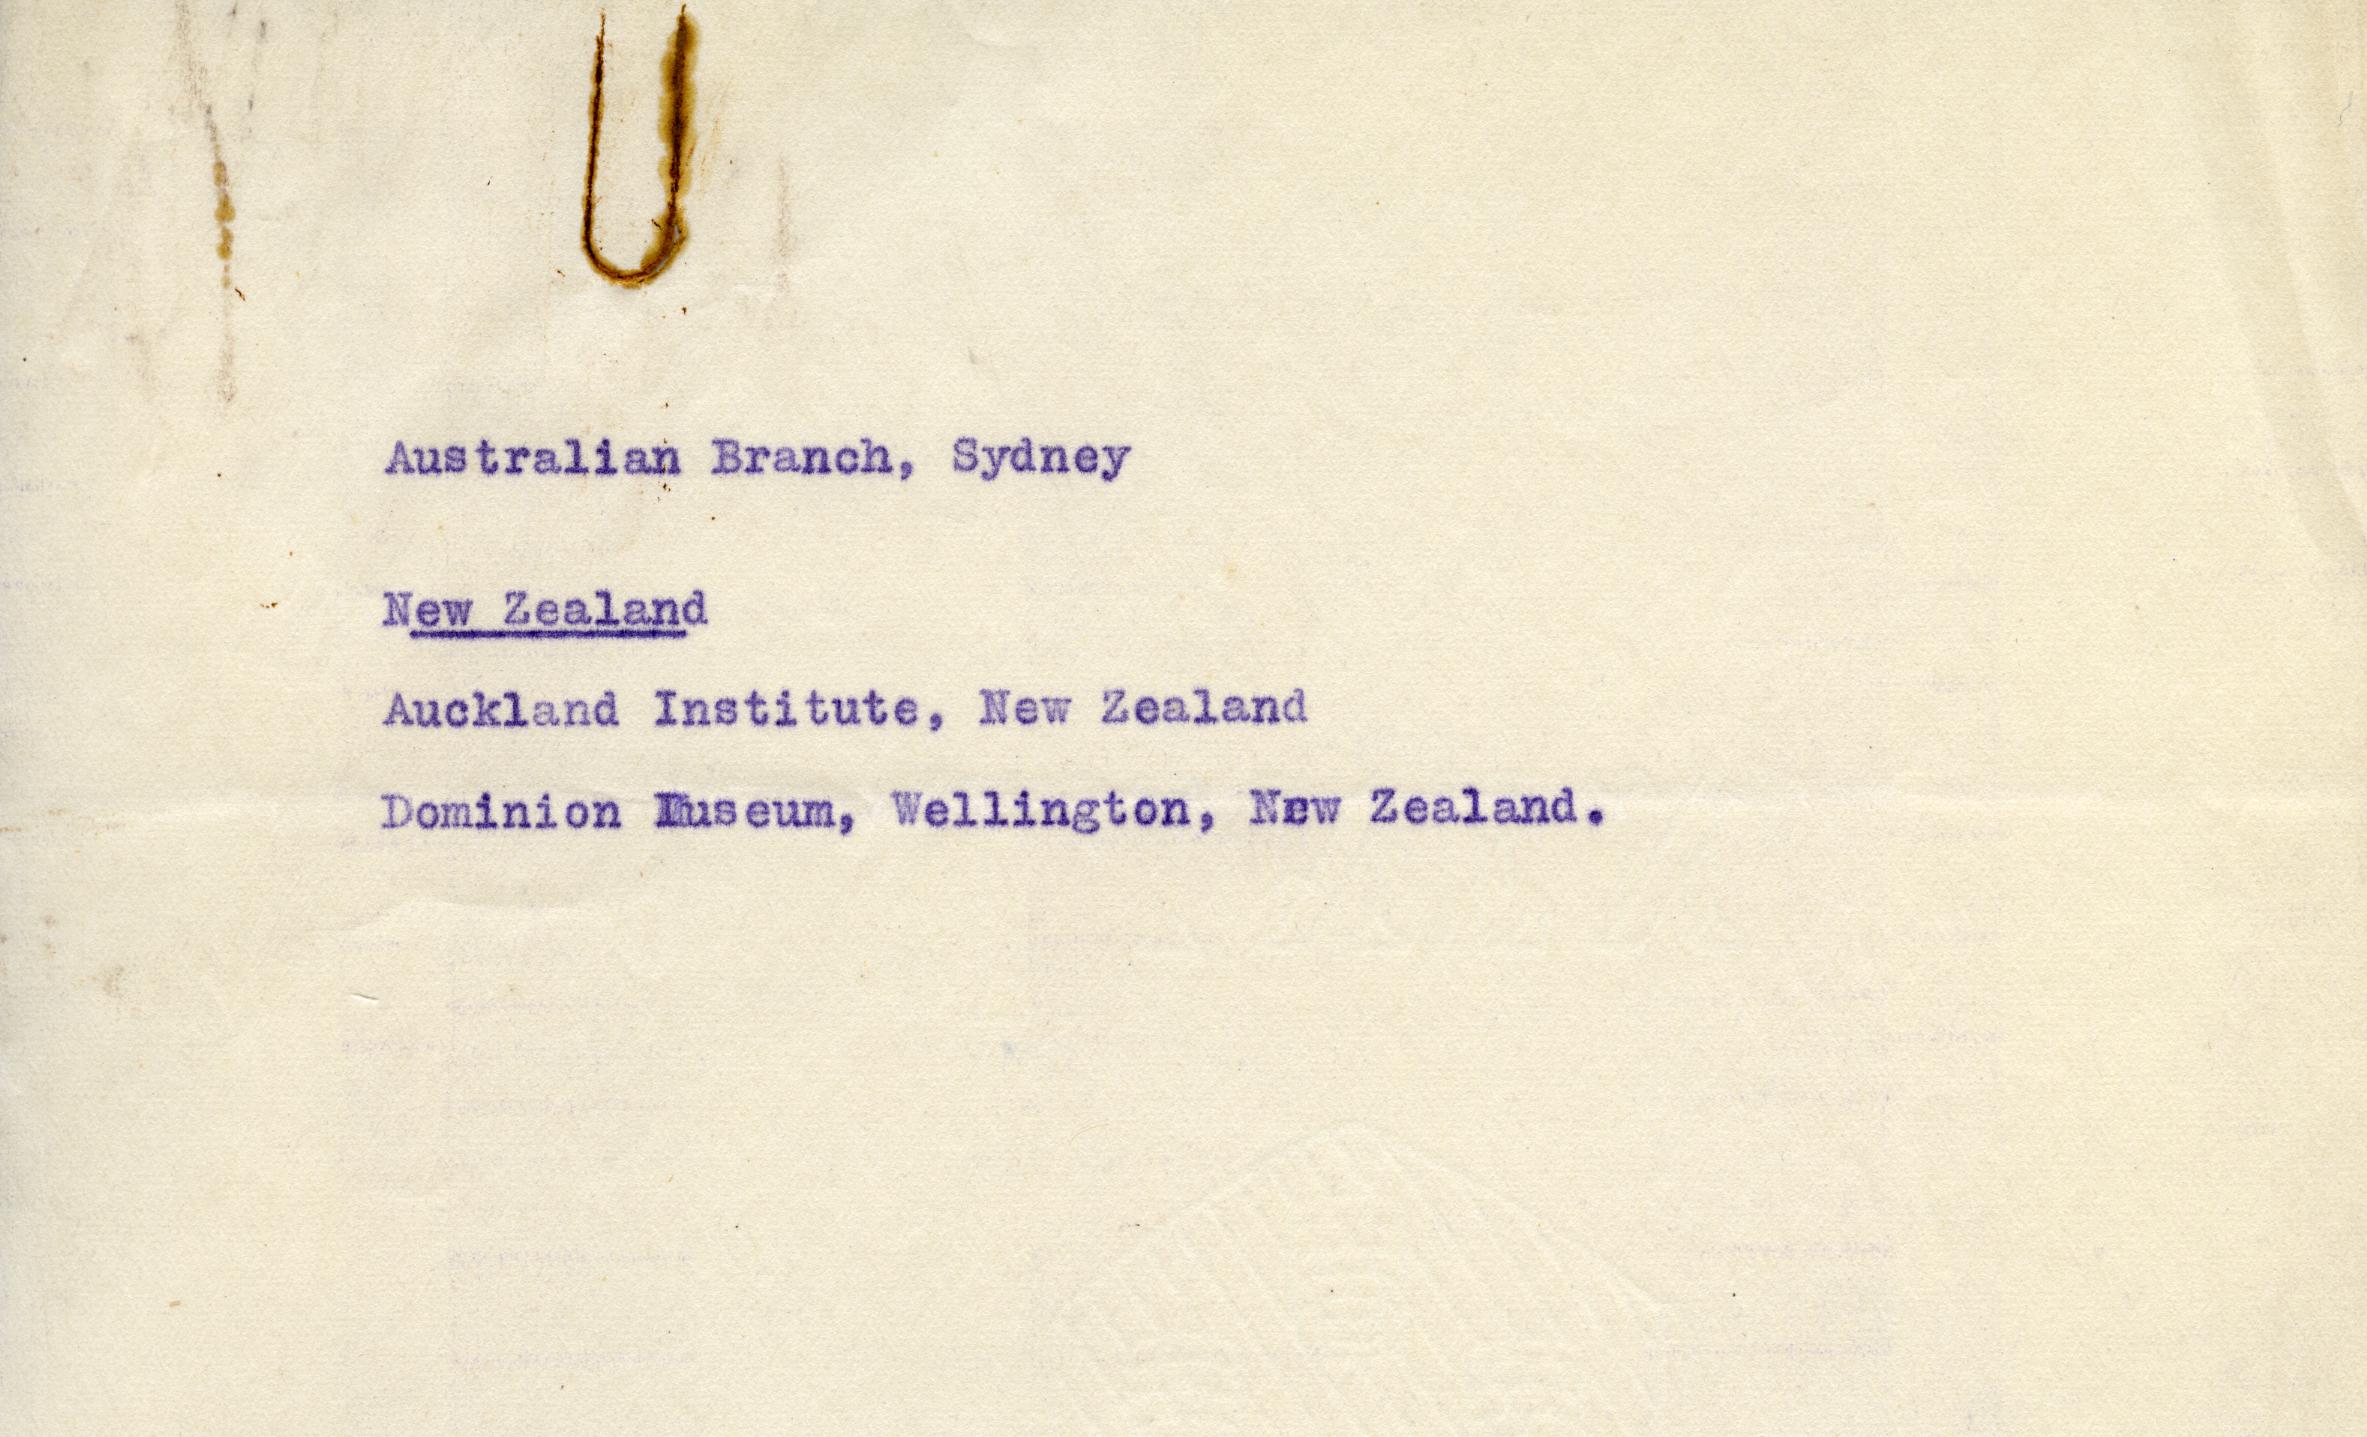 Australian Branch, Sydney
New Zealand
Auckland Institute, New Zealand
Dominion Museum, Wellington, New Zealand.